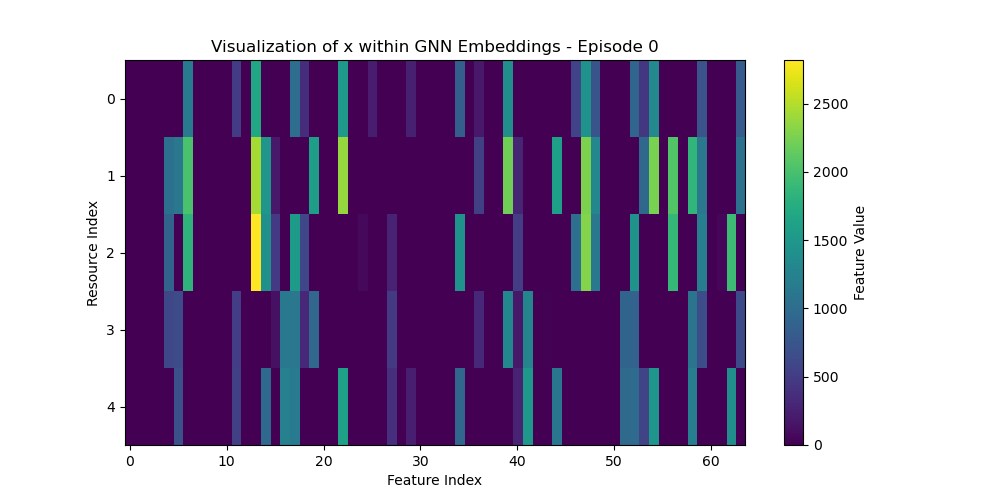 Visualization of x within GNN Embeddings - Episode 0
0
1
2
3
4
Resource Index
0 10 20 30 40 50 60
Feature Index
2500
2000
1500
1000
500
0
Feature Value